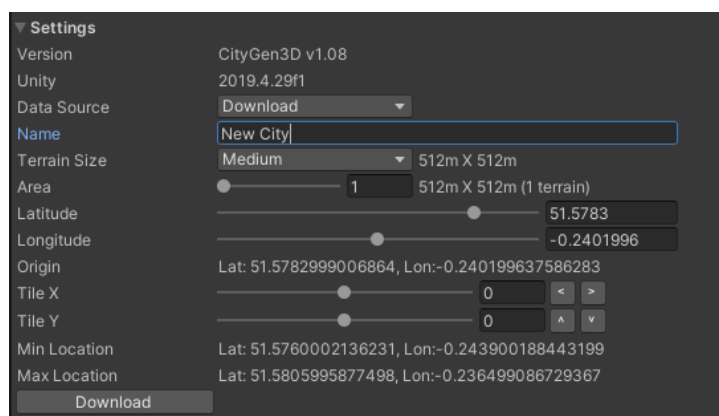 Settings
Version CityGen3D v1.08
Unity 2019.4.29f1
Data Source Download
Name New City
Terrain Size Medium 512m X 512m
Area 1 512m X 512m (1 terrain)
Latitude 51.5783
Longitude -0.2401996
Origin Lat: 51.5782999006864, Lon:-0.240199637586283
Tile X 0 < >
Tile Y 0 ʌ v
Min Location Lat: 51.5760002136231, Lon:-0.243900188443199
Max Location Lat: 51.5805995877498, Lon:-0.236499086729367
Download